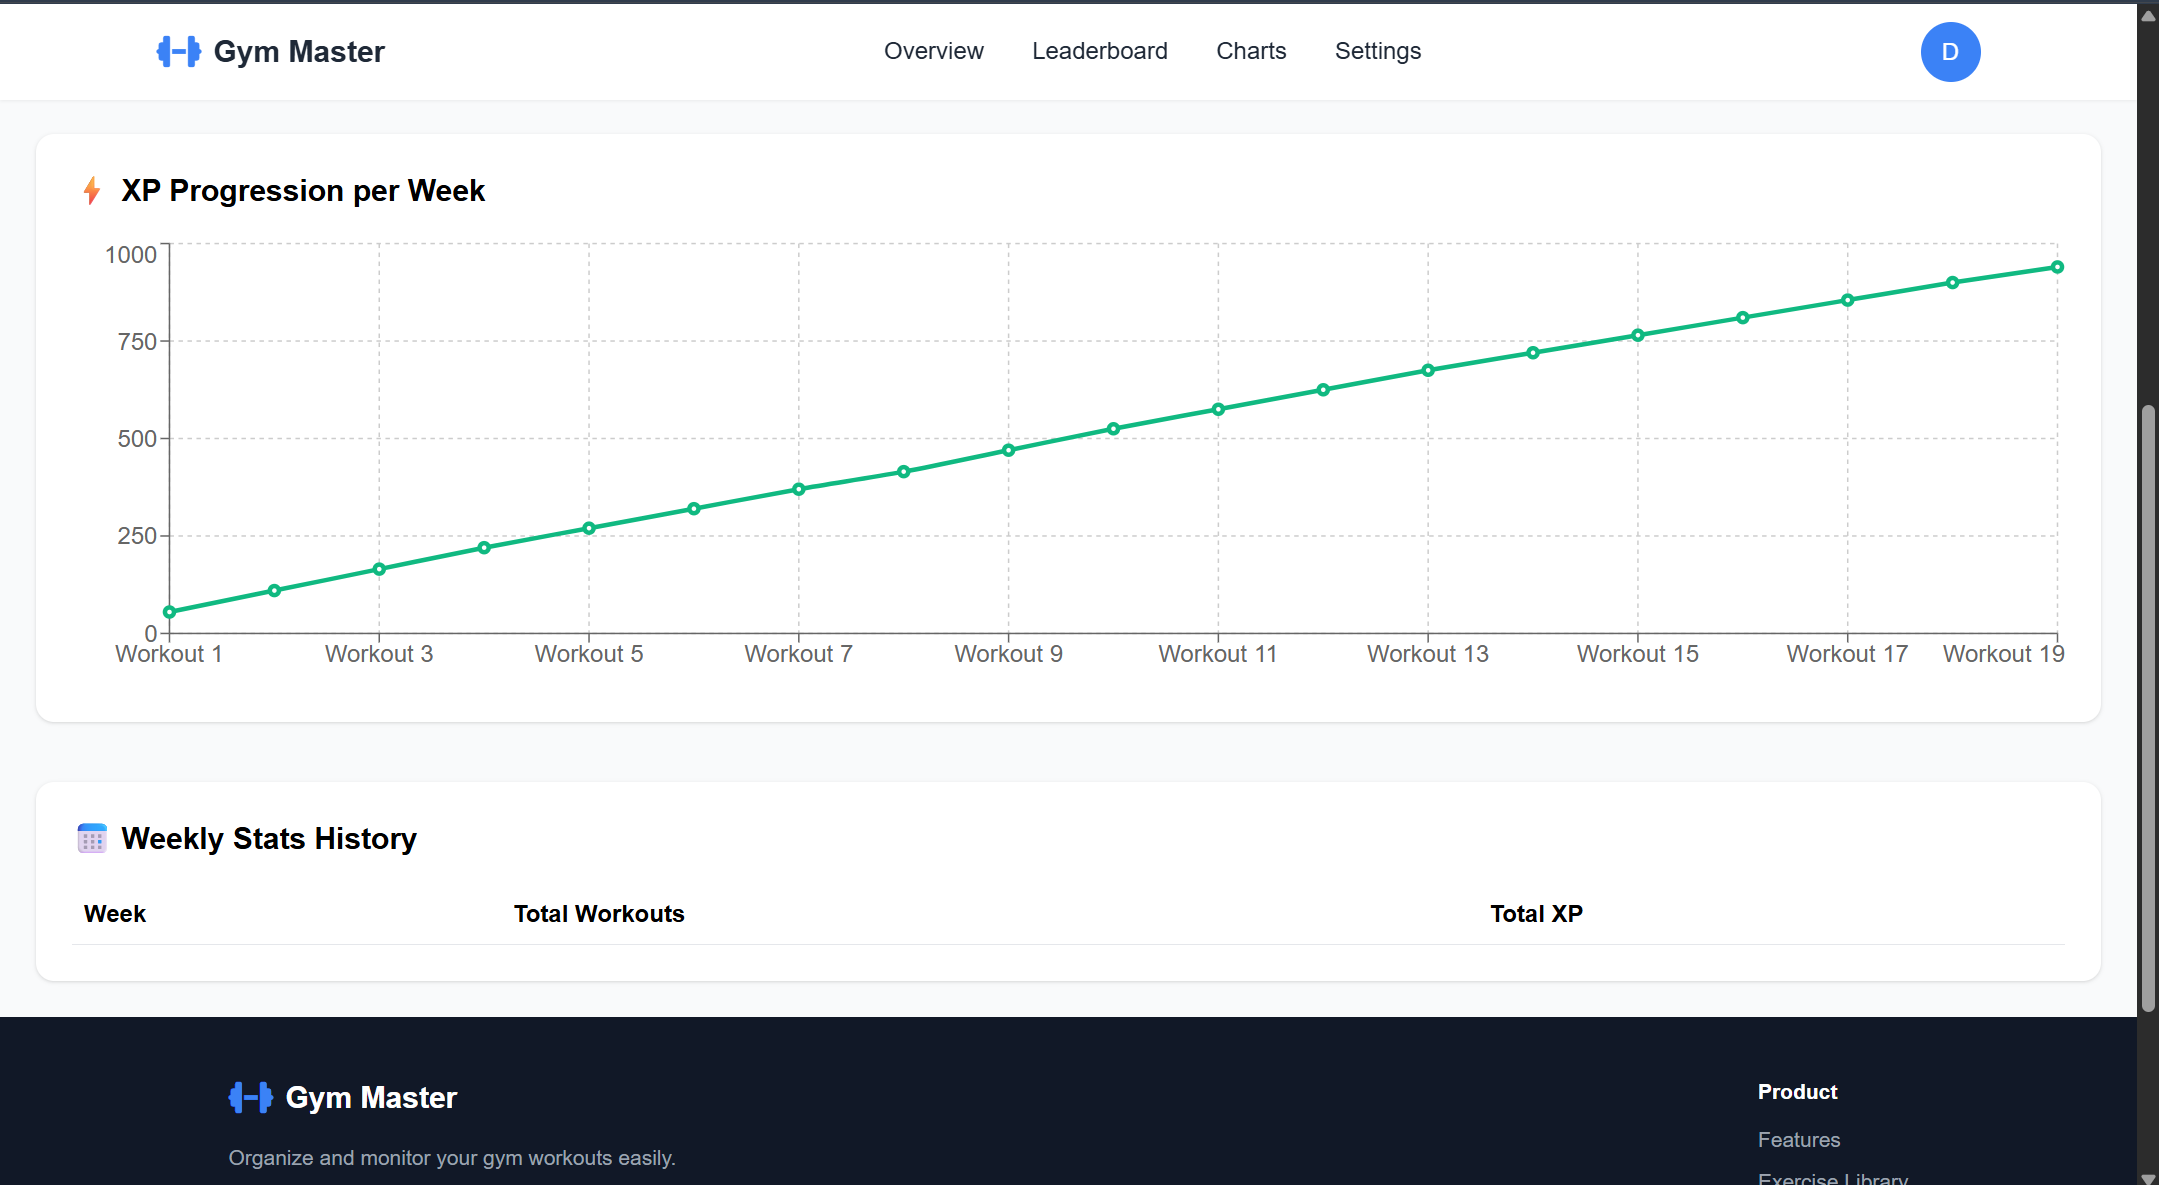 Gym Master
Overview Leaderboard Charts Settings
D
XP Progression per Week
1000
750
500
250
0
Workout 1 Workout 3 Workout 5 Workout 7 Workout 9 Workout 11 Workout 13 Workout 15 Workout 17 Workout 19
Weekly Stats History
Week Total Workouts Total XP
Gym Master
Organize and monitor your gym workouts easily.
Product
Features
Exercise Library